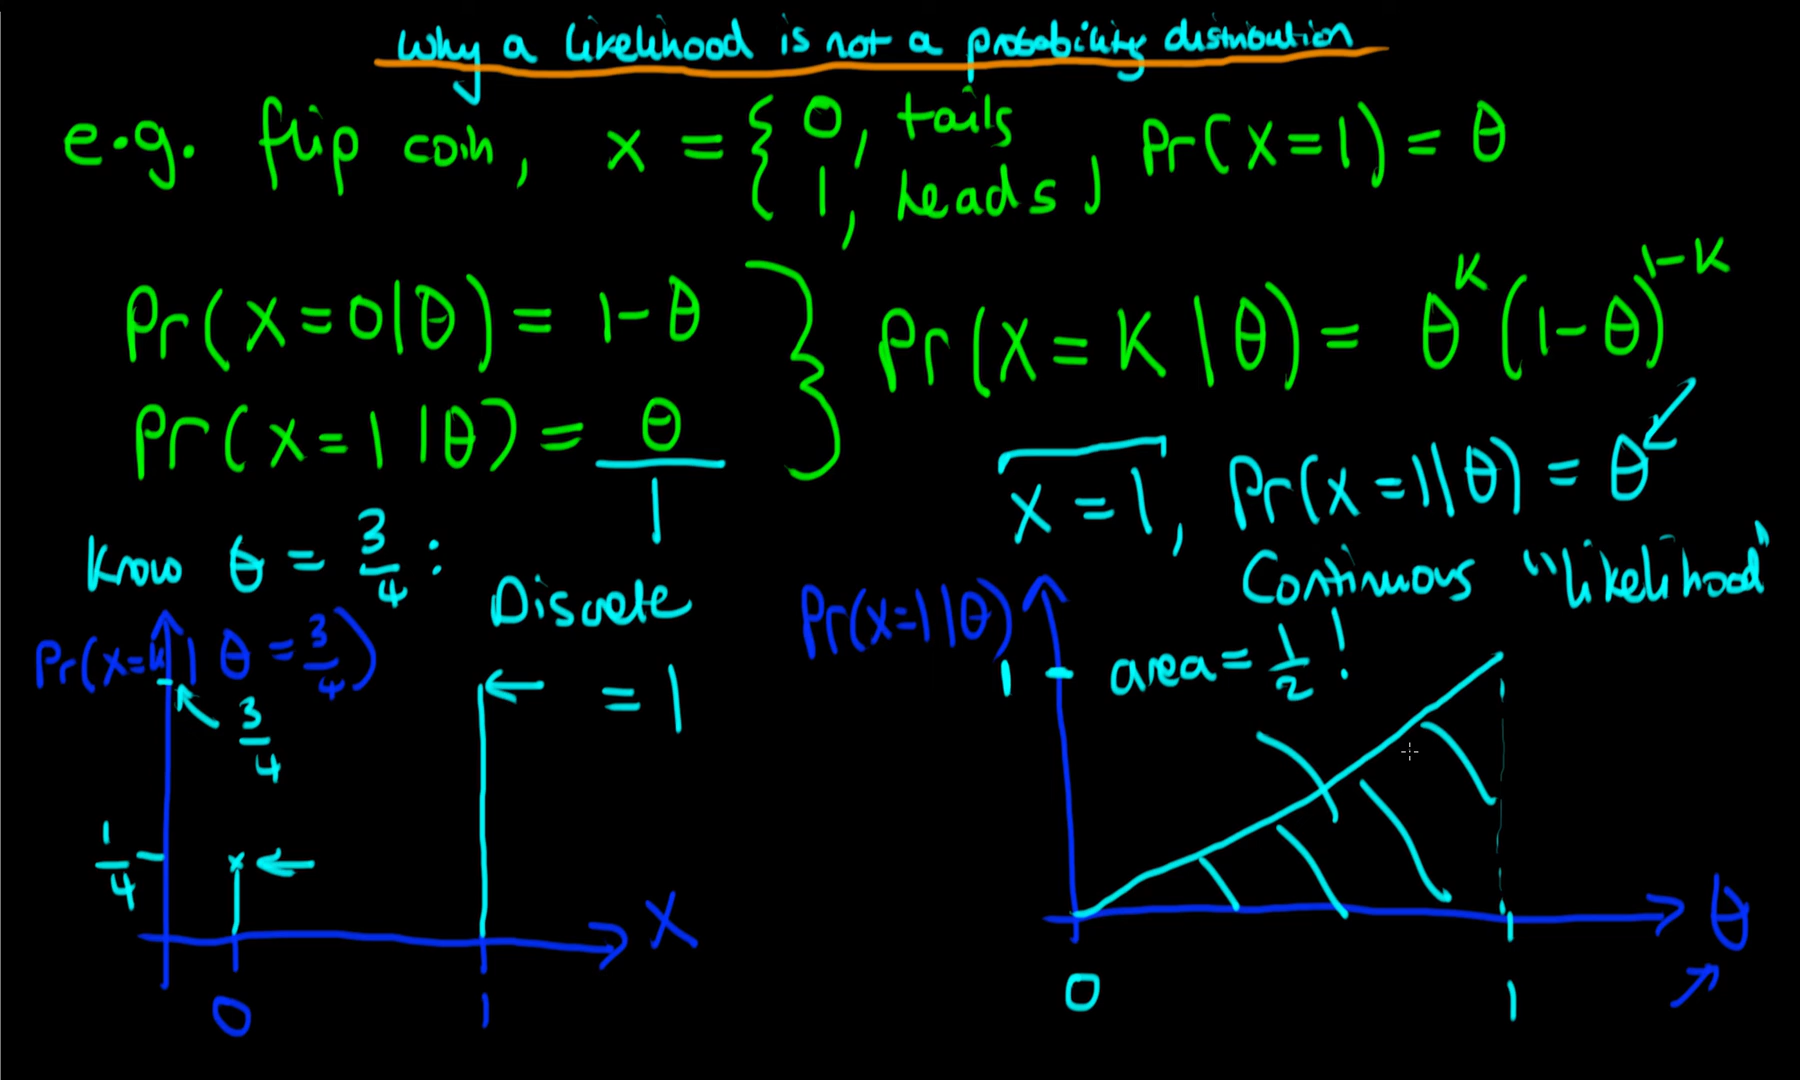 Why a likelihood is not a probability distribution
e.g. flip coin, x = { 0, tails
1, heads, Pr(X=1) = θ
Pr(X=0|θ) = 1-θ
Pr(X=1|θ) = θ
1
} Pr(X=K|θ) = θ^K (1-θ)^{1-K}
x=1, Pr(x=1|θ) = θ
Continuous "likelihood"
Know θ = 3/4 :
Discrete
= 1
Pr(X=K|θ=3/4)
3/4
1/4
0 1 X
Pr(x=1|θ)
1
area = 1/2 !
0 1 θ